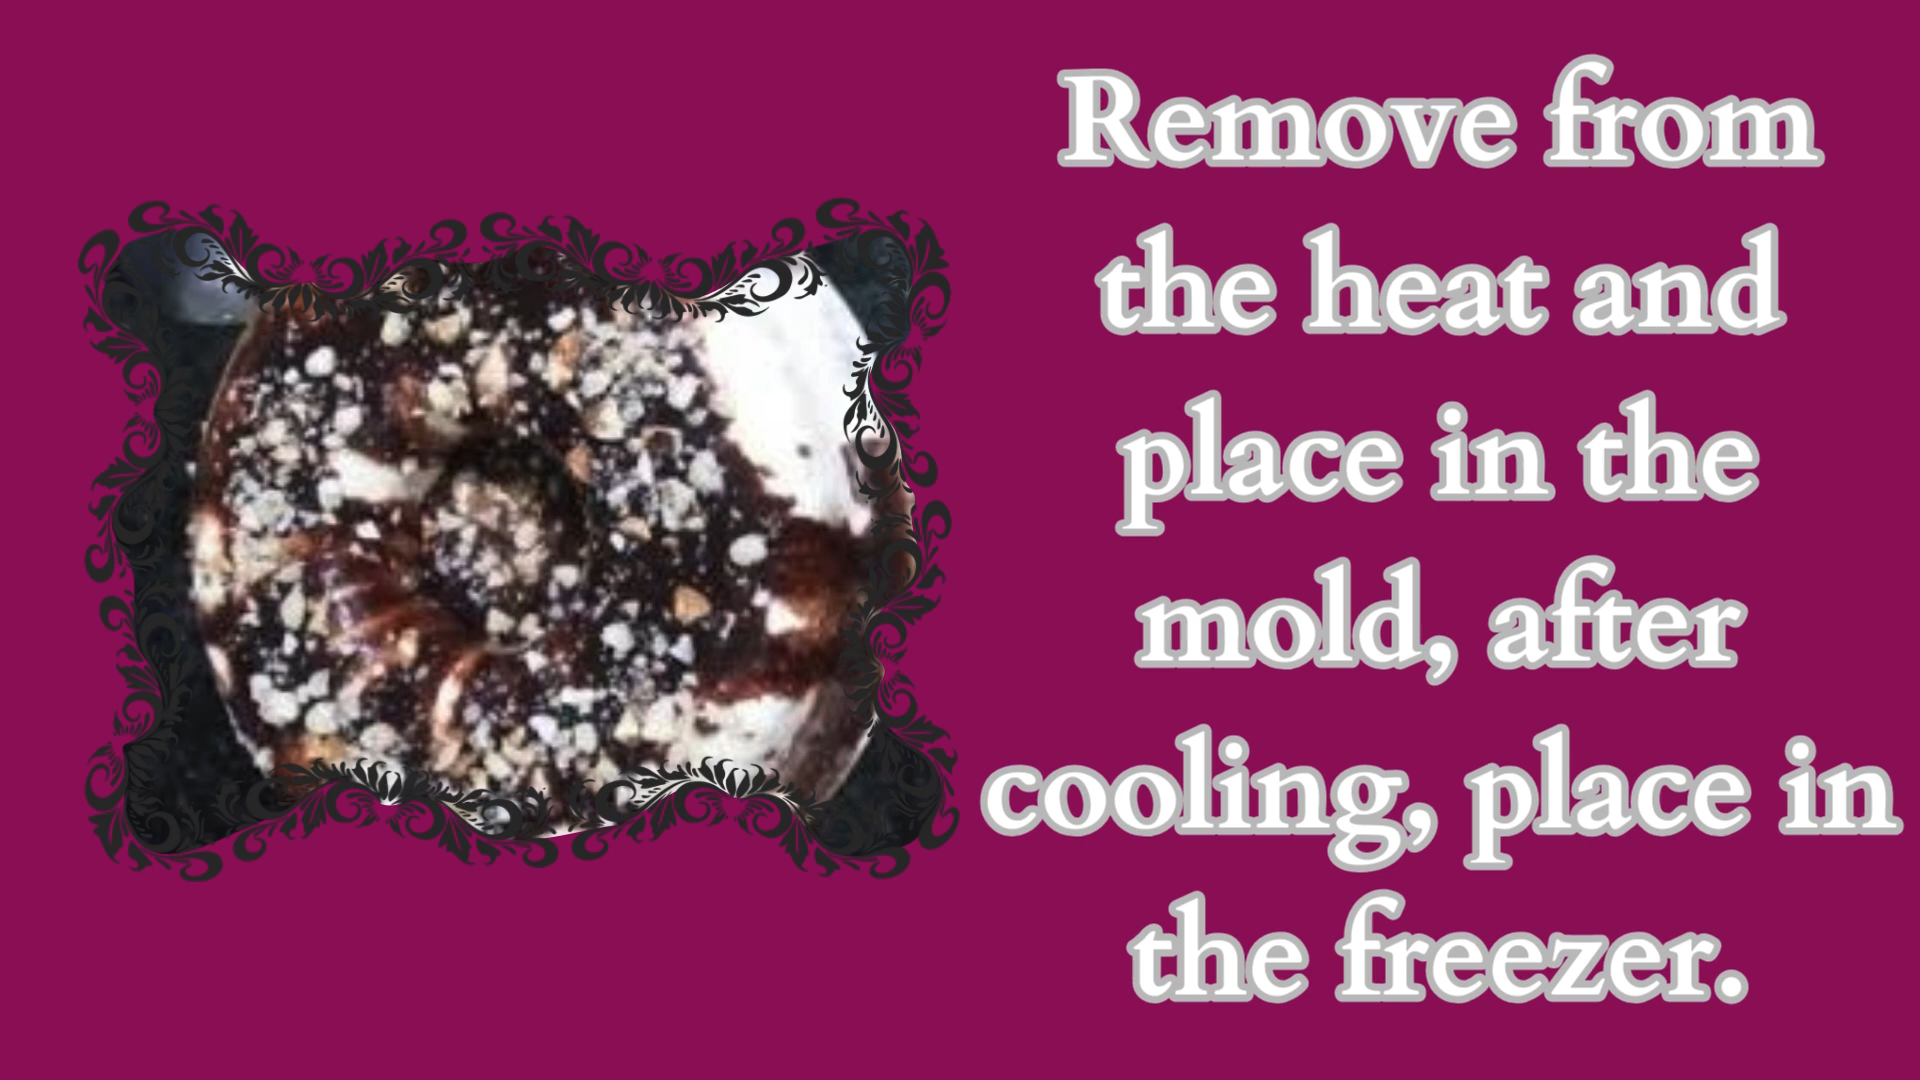 Remove from
the heat and
place in the
mold, after
cooling, place in
the freezer.